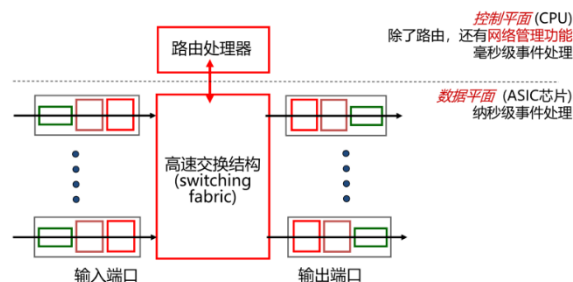 控制平面 (CPU)
除了路由，还有网络管理功能
毫秒级事件处理
路由处理器
数据平面 (ASIC芯片)
纳秒级事件处理
高速交换结构
(switching
fabric)
输入端口
输出端口